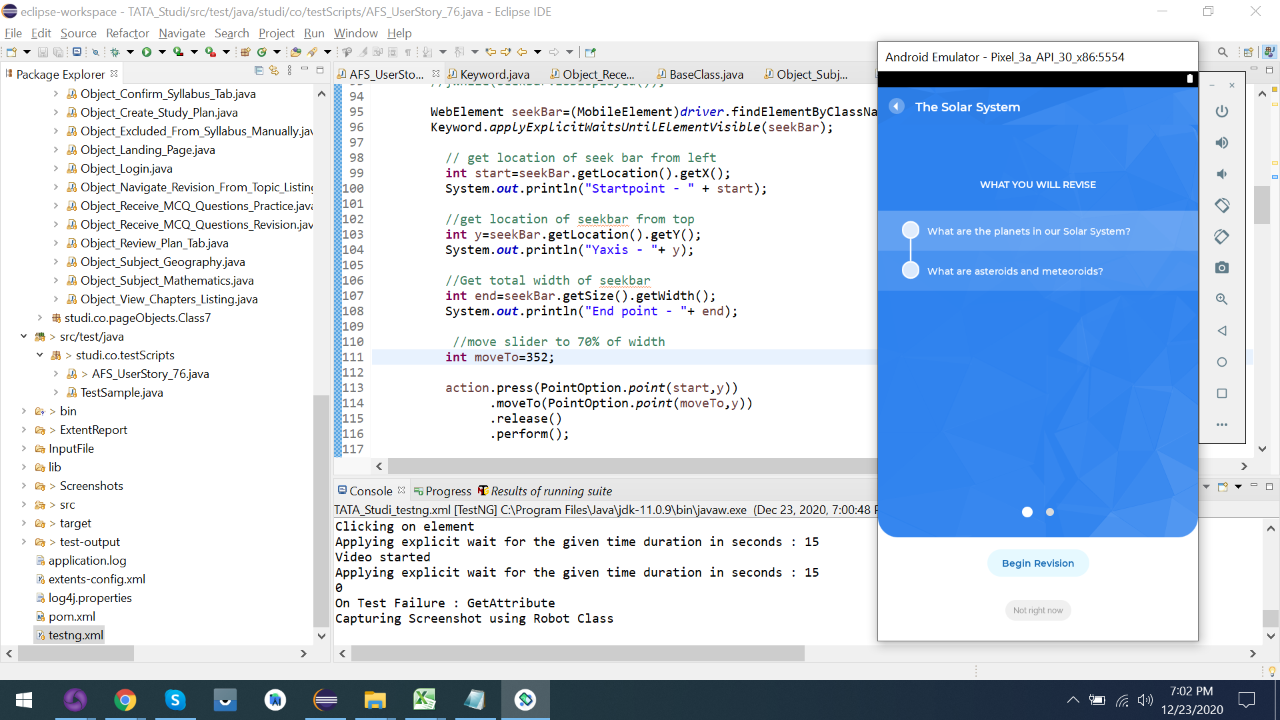 eclipse-workspace - TATA_Studi/src/test/java/studi/co/testScripts/AFS_UserStory_76.java - Eclipse IDE
File Edit Source Refactor Navigate Search Project Run Window Help
Package Explorer
Object_Confirm_Syllabus_Tab.java
Object_Create_Study_Plan.java
Object_Excluded_From_Syllabus_Manually.jav
Object_Landing_Page.java
Object_Login.java
Object_Navigate_Revision_From_Topic_Listing
Object_Receive_MCQ_Questions_Practice.java
Object_Receive_MCQ_Questions_Revision.java
Object_Review_Plan_Tab.java
Object_Subject_Geography.java
Object_Subject_Mathematics.java
Object_View_Chapters_Listing.java
studi.co.pageObjects.Class7
> src/test/java
> studi.co.testScripts
> AFS_UserStory_76.java
TestSample.java
> bin
> ExtentReport
InputFile
lib
> Screenshots
> src
> target
> test-output
application.log
extents-config.xml
log4j.properties
pom.xml
testng.xml
AFS_UserSto... Keyword.java Object_Rece... BaseClass.java Object_Subj...
94
95 WebElement seekBar=(MobileElement)driver.findElementByClassNa
96 Keyword.applyExplicitWaitsUntilElementVisible(seekBar);
97
98 // get location of seek bar from left
99 int start=seekBar.getLocation().getX();
100 System.out.println("Startpoint - " + start);
101
102 //get location of seekbar from top
103 int y=seekBar.getLocation().getY();
104 System.out.println("Yaxis - "+ y);
105
106 //Get total width of seekbar
107 int end=seekBar.getSize().getWidth();
108 System.out.println("End point - "+ end);
109
110 //move slider to 70% of width
111 int moveTo=352;
112
113 action.press(PointOption.point(start,y))
114 .moveTo(PointOption.point(moveTo,y))
115 .release()
116 .perform();
117
Console Progress Results of running suite
TATA_Studi_testng.xml [TestNG] C:\Program Files\Java\jdk-11.0.9\bin\javaw.exe (Dec 23, 2020, 7:00:48 P
Clicking on element
Applying explicit wait for the given time duration in seconds : 15
Video started
Applying explicit wait for the given time duration in seconds : 15
0
On Test Failure : GetAttribute
Capturing Screenshot using Robot Class
Android Emulator - Pixel_3a_API_30_x86:5554
The Solar System
WHAT YOU WILL REVISE
What are the planets in our Solar System?
What are asteroids and meteoroids?
Begin Revision
Not right now
7:02 PM
12/23/2020